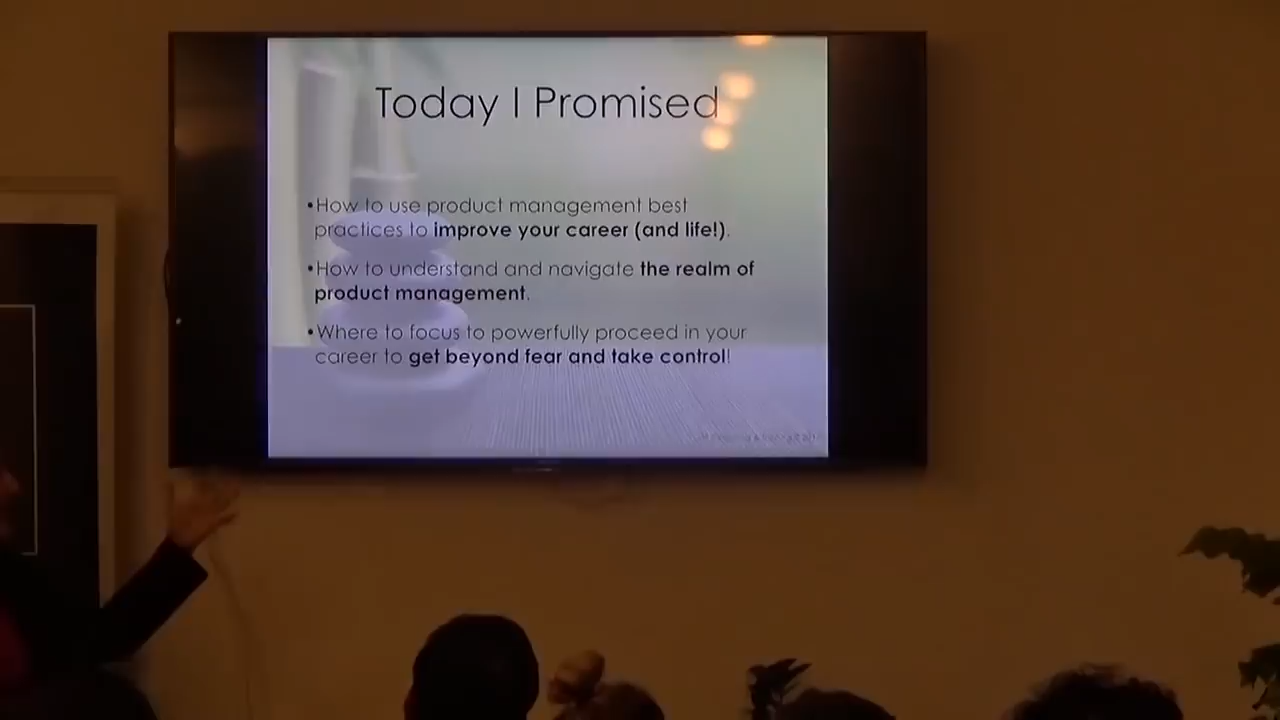 Today I Promised
•How to use product management best
practices to improve your career (and life!).
•How to understand and navigate the realm of
product management.
•Where to focus to powerfully proceed in your
career to get beyond fear and take control!